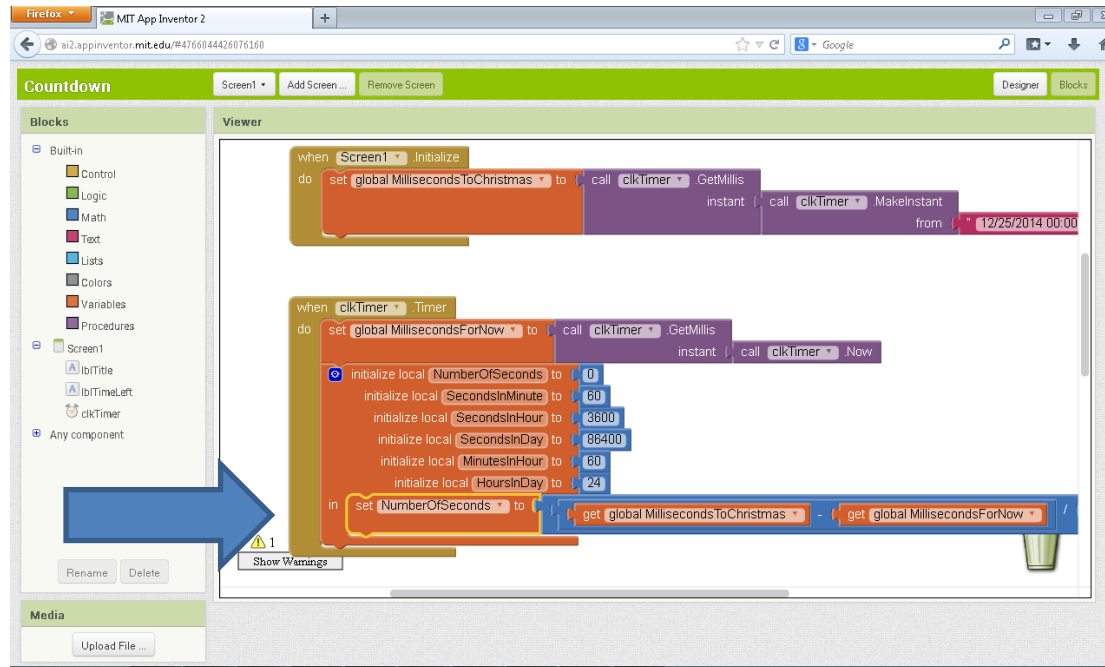 Firefox
MIT App Inventor 2
ai2.appinventor.mit.edu/#4766044426076160
Google
Countdown
Screen1
Add Screen ...
Remove Screen
Designer
Blocks
Blocks
Viewer
Built-in
Control
Logic
Math
Text
Lists
Colors
Variables
Procedures
Screen1
lblTitle
lblTimeLeft
clkTimer
Any component
Rename
Delete
Media
Upload File ...
when Screen1 .Initialize
do set global MillisecondsToChristmas to call clkTimer .GetMillis
instant call clkTimer .MakeInstant
from " 12/25/2014 00:00
when clkTimer .Timer
do set global MillisecondsForNow to call clkTimer .GetMillis
instant call clkTimer .Now
initialize local NumberOfSeconds to 0
initialize local SecondsInMinute to 60
initialize local SecondsInHour to 3600
initialize local SecondsInDay to 86400
initialize local MinutesInHour to 60
initialize local HoursInDay to 24
in set NumberOfSeconds to get global MillisecondsToChristmas - get global MillisecondsForNow /
1
Show Warnings